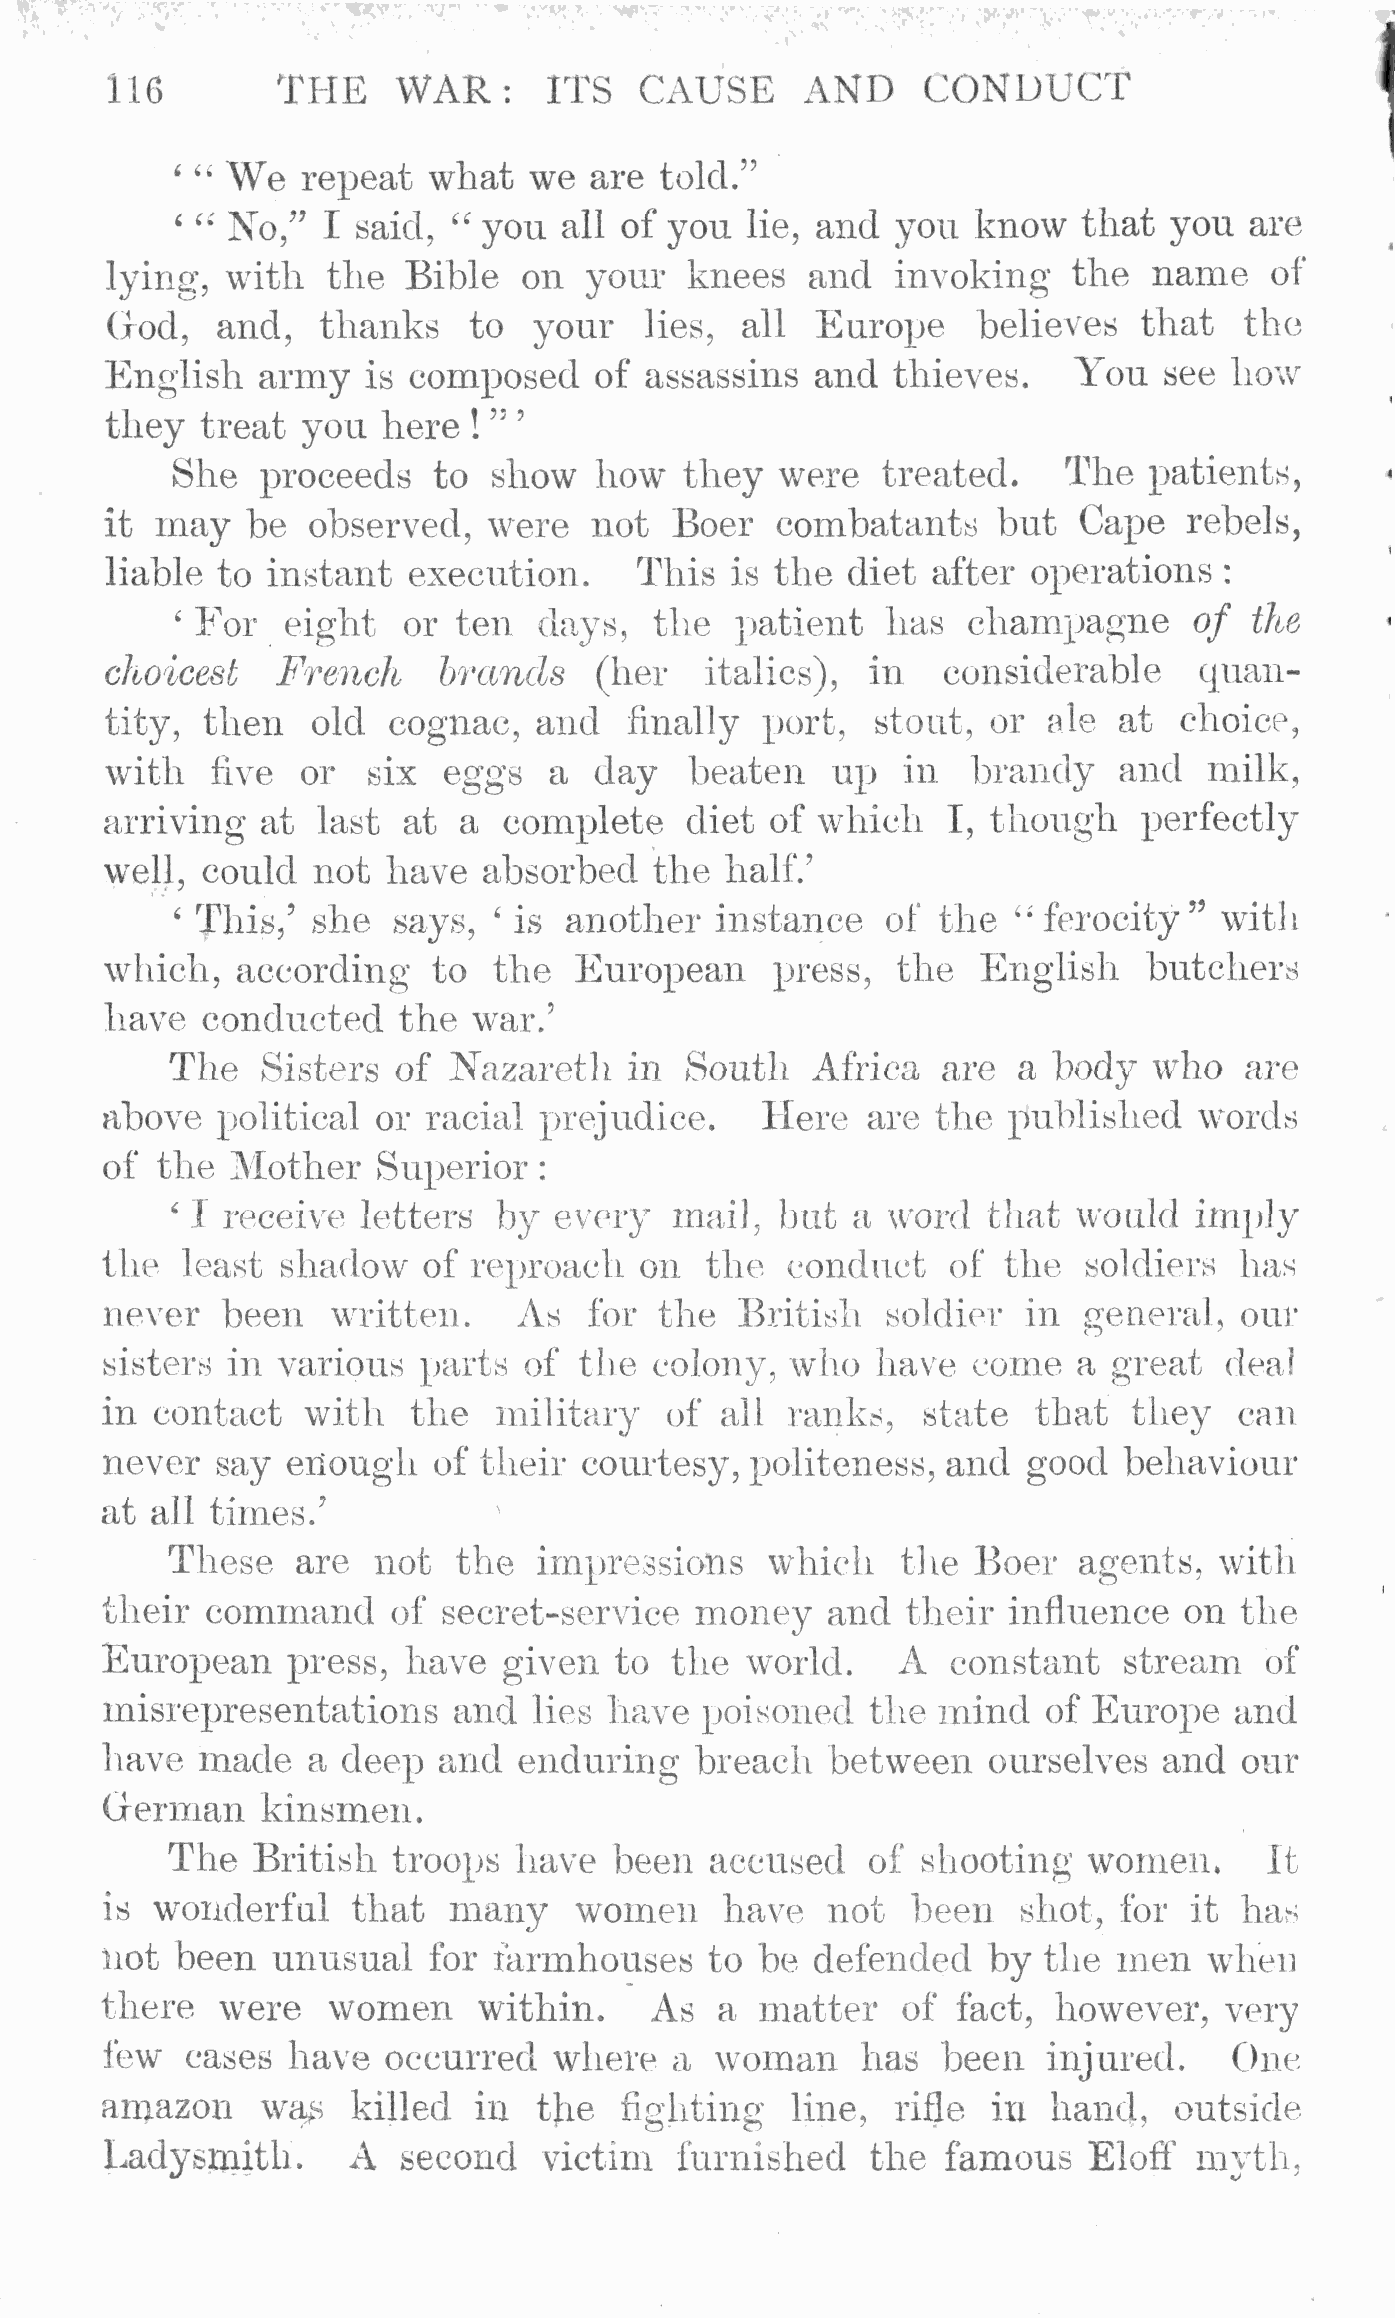 116 THE WAR: ITS CAUSE AND CONDUCT
‘ “ We repeat what we are told.”
‘ “ No,” I said, “ you all of you lie, and you know that you are
lying, with the Bible on your knees and invoking the name of
God, and, thanks to your lies, all Europe believes that the
English army is composed of assassins and thieves. You see how
they treat you here ! ” ’
She proceeds to show how they were treated. The patients,
it may be observed, were not Boer combatants but Cape rebels,
liable to instant execution. This is the diet after operations :
‘ For eight or ten days, the patient has champagne of the
choicest French brands (her italics), in considerable quan-
tity, then old cognac, and finally port, stout, or ale at choice,
with five or six eggs a day beaten up in brandy and milk,
arriving at last at a complete diet of which I, though perfectly
well, could not have absorbed the half.’
‘ This,’ she says, ‘ is another instance of the “ ferocity ” with
which, according to the European press, the English butchers
have conducted the war.’
The Sisters of Nazareth in South Africa are a body who are
above political or racial prejudice. Here are the published words
of the Mother Superior :
‘ I receive letters by every mail, but a word that would imply
the least shadow of reproach on the conduct of the soldiers has
never been written. As for the British soldier in general, our
sisters in various parts of the colony, who have come a great deal
in contact with the military of all ranks, state that they can
never say enough of their courtesy, politeness, and good behaviour
at all times.’
These are not the impressions which the Boer agents, with
their command of secret-service money and their influence on the
European press, have given to the world. A constant stream of
misrepresentations and lies have poisoned the mind of Europe and
have made a deep and enduring breach between ourselves and our
German kinsmen.
The British troops have been accused of shooting women. It
is wonderful that many women have not been shot, for it has
not been unusual for farmhouses to be defended by the men when
there were women within. As a matter of fact, however, very
few cases have occurred where a woman has been injured. One
amazon was killed in the fighting line, rifle in hand, outside
Ladysmith. A second victim furnished the famous Eloff myth,